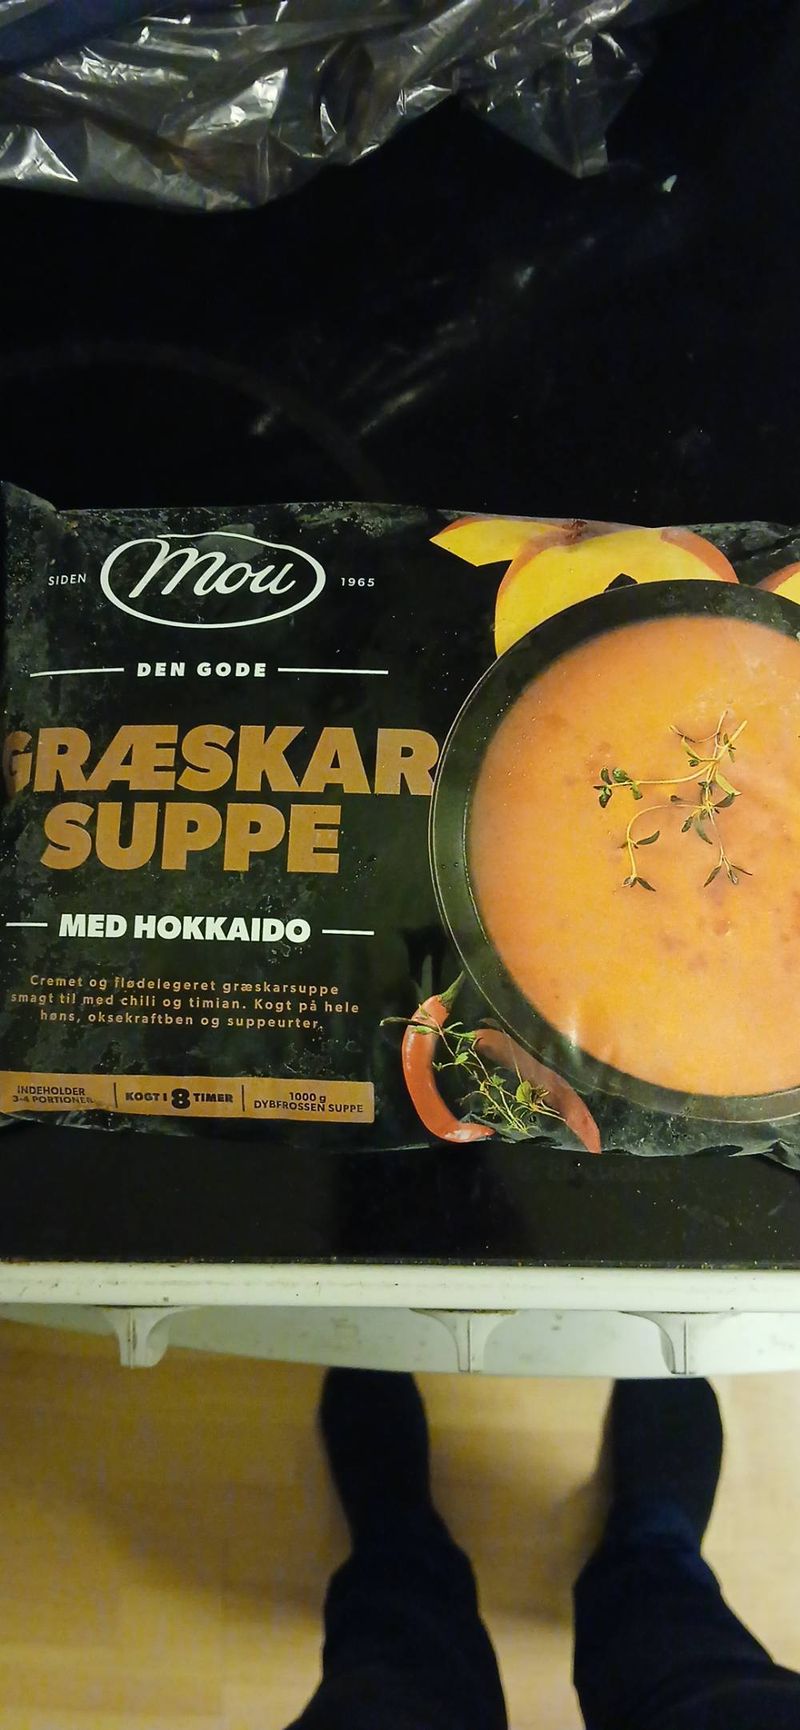 SIDEN Mou 1965
DEN GODE
GRÆSKAR
SUPPE
MED HOKKAIDO
Cremet og flødelegeret græskarsuppe
smagt til med chili og timian. Kogt på hele
høns, oksekraftben og suppeurter.
INDEHOLDER
3-4 PORTIONER
KOGT I 8 TIMER
1000 g
DYBFROSSEN SUPPE